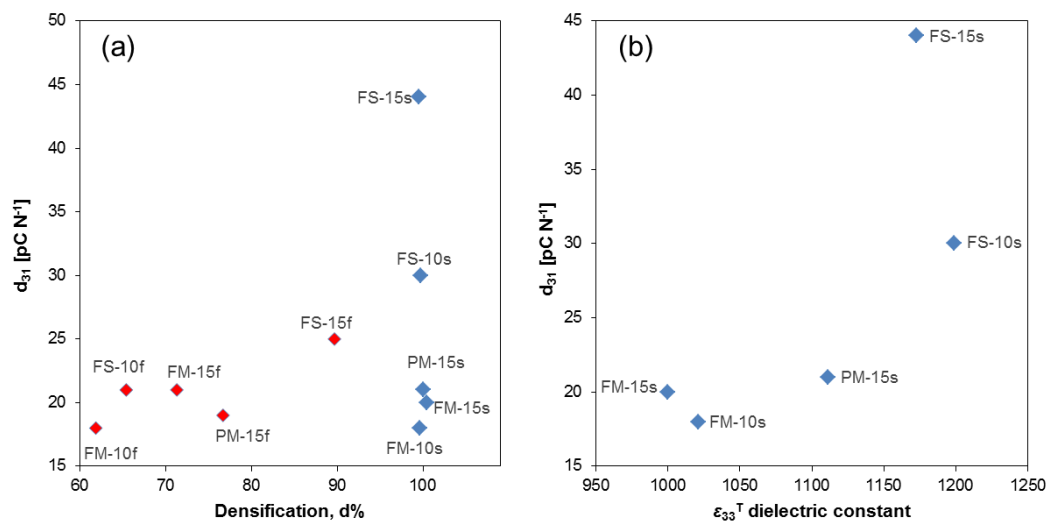 (a)
50
45
40
35
30
25
20
15
d31 [pC N-1]
FS-15s
FS-10s
FS-15f
FS-10f
FM-15f
PM-15s
FM-15s
PM-15f
FM-10f
FM-10s
60
70
80
90
100
Densification, d%
(b)
45
40
35
30
25
20
15
d31 [pC N-1]
FS-15s
FS-10s
FM-15s
PM-15s
FM-10s
950
1000
1050
1100
1150
1200
1250
ε33T dielectric constant